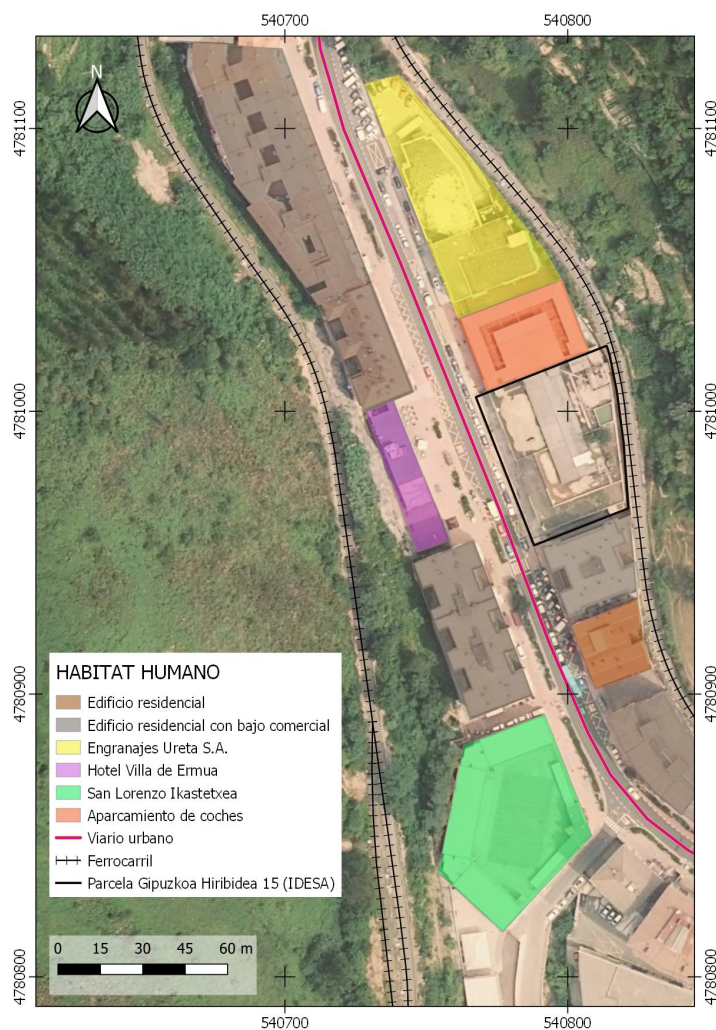 540700 540800
N
4781100 4781100
4781000 4781000
4780900 4780900
HABITAT HUMANO
Edificio residencial
Edificio residencial con bajo comercial
Engranajes Ureta S.A.
Hotel Villa de Ermua
San Lorenzo Ikastetxea
Aparcamiento de coches
Viario urbano
Ferrocarril
Parcela Gipuzkoa Hiribidea 15 (IDESA)
0 15 30 45 60 m
4780800 4780800
540700 540800